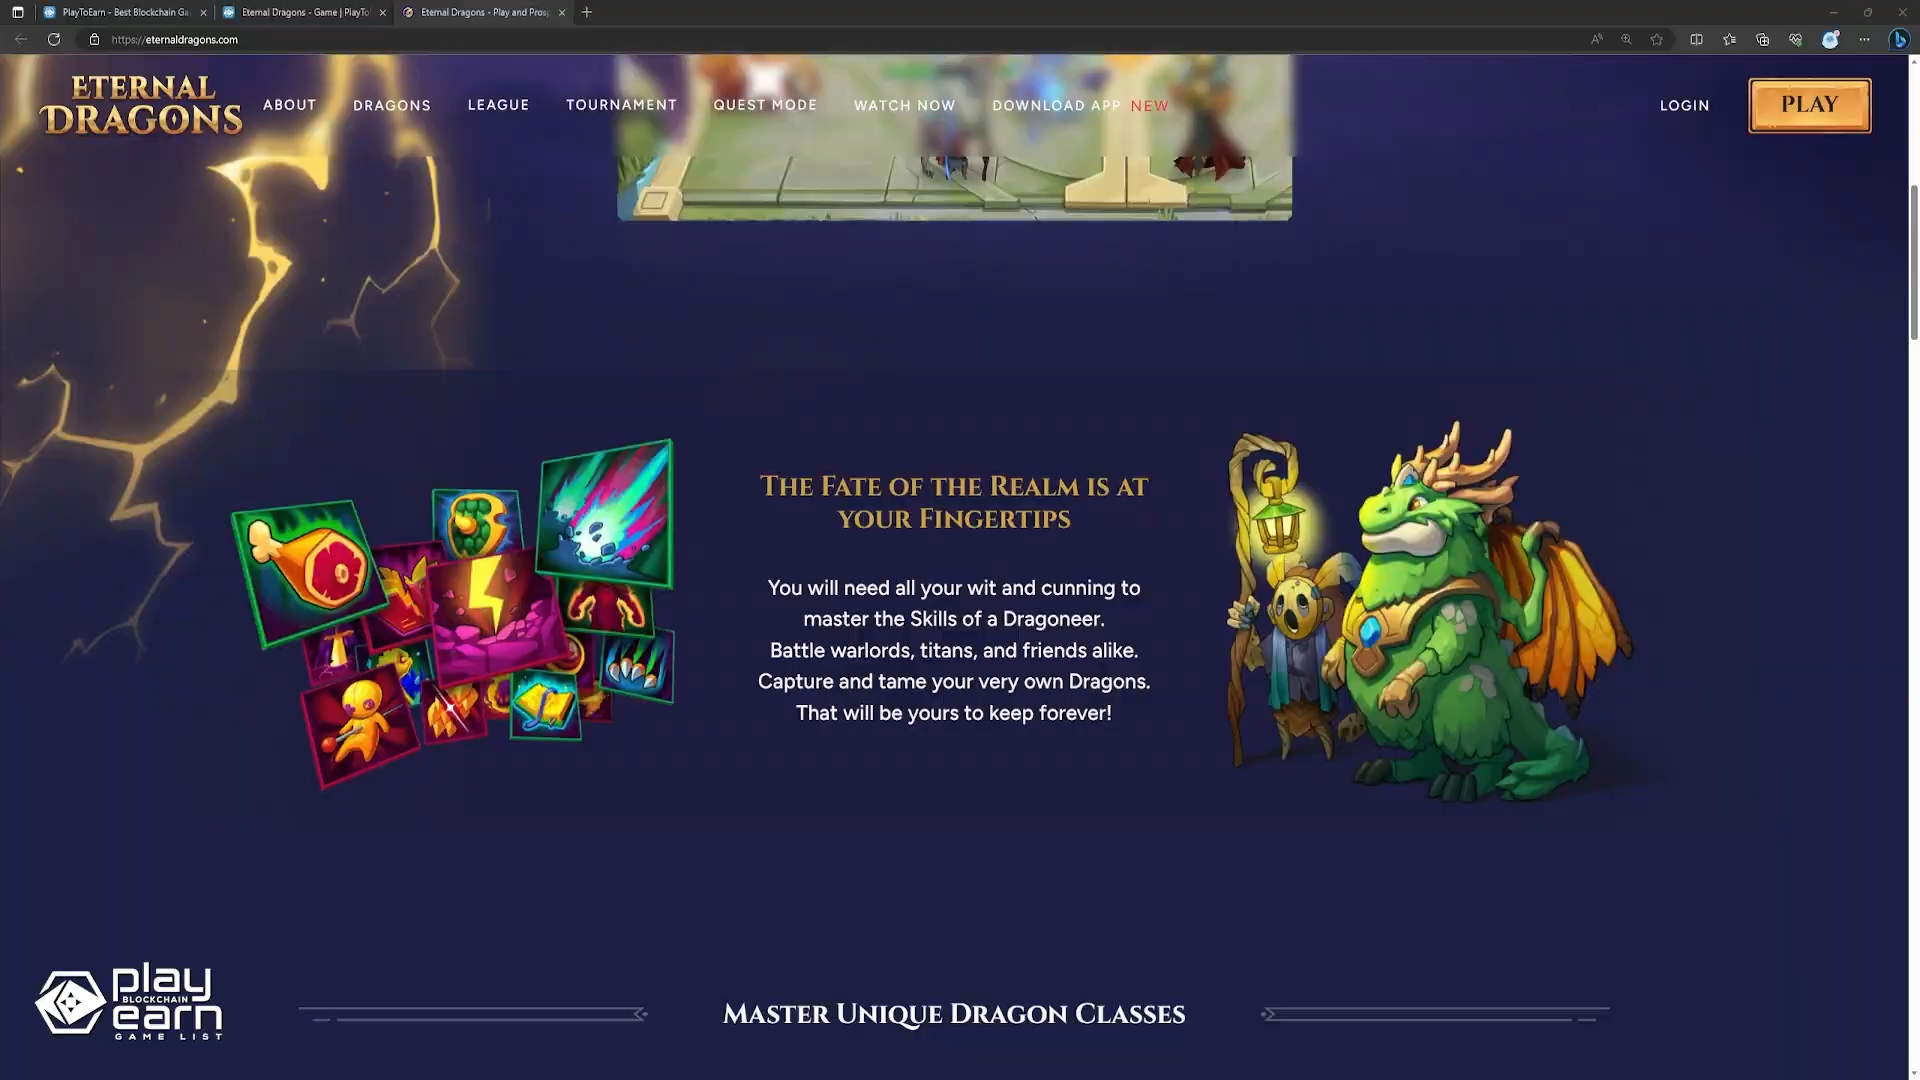 PlayToEarn - Best Blockchain Ga
Eternal Dragons - Game | PlayTo
Eternal Dragons - Play and Pros
https://eternaldragons.com
ETERNAL
DRAGONS
ABOUT
DRAGONS
LEAGUE
TOURNAMENT
QUEST MODE
WATCH NOW
DOWNLOAD APP NEW
LOGIN
PLAY
THE FATE OF THE REALM IS AT
YOUR FINGERTIPS
You will need all your wit and cunning to
master the Skills of a Dragoneer.
Battle warlords, titans, and friends alike.
Capture and tame your very own Dragons.
That will be yours to keep forever!
play
BLOCKCHAIN
earn
GAME LIST
MASTER UNIQUE DRAGON CLASSES